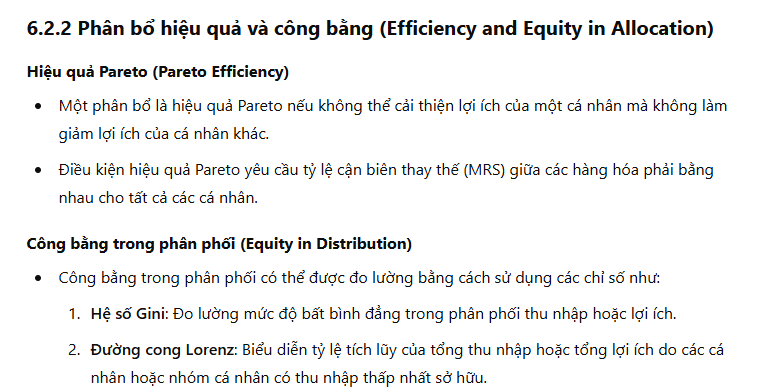 6.2.2 Phân bổ hiệu quả và công bằng (Efficiency and Equity in Allocation)
Hiệu quả Pareto (Pareto Efficiency)
• Một phân bổ là hiệu quả Pareto nếu không thể cải thiện lợi ích của một cá nhân mà không làm
giảm lợi ích của cá nhân khác.
• Điều kiện hiệu quả Pareto yêu cầu tỷ lệ cận biên thay thế (MRS) giữa các hàng hóa phải bằng
nhau cho tất cả các cá nhân.
Công bằng trong phân phối (Equity in Distribution)
• Công bằng trong phân phối có thể được đo lường bằng cách sử dụng các chỉ số như:
1. Hệ số Gini: Đo lường mức độ bất bình đẳng trong phân phối thu nhập hoặc lợi ích.
2. Đường cong Lorenz: Biểu diễn tỷ lệ tích lũy của tổng thu nhập hoặc tổng lợi ích do các cá
nhân hoặc nhóm cá nhân có thu nhập thấp nhất sở hữu.